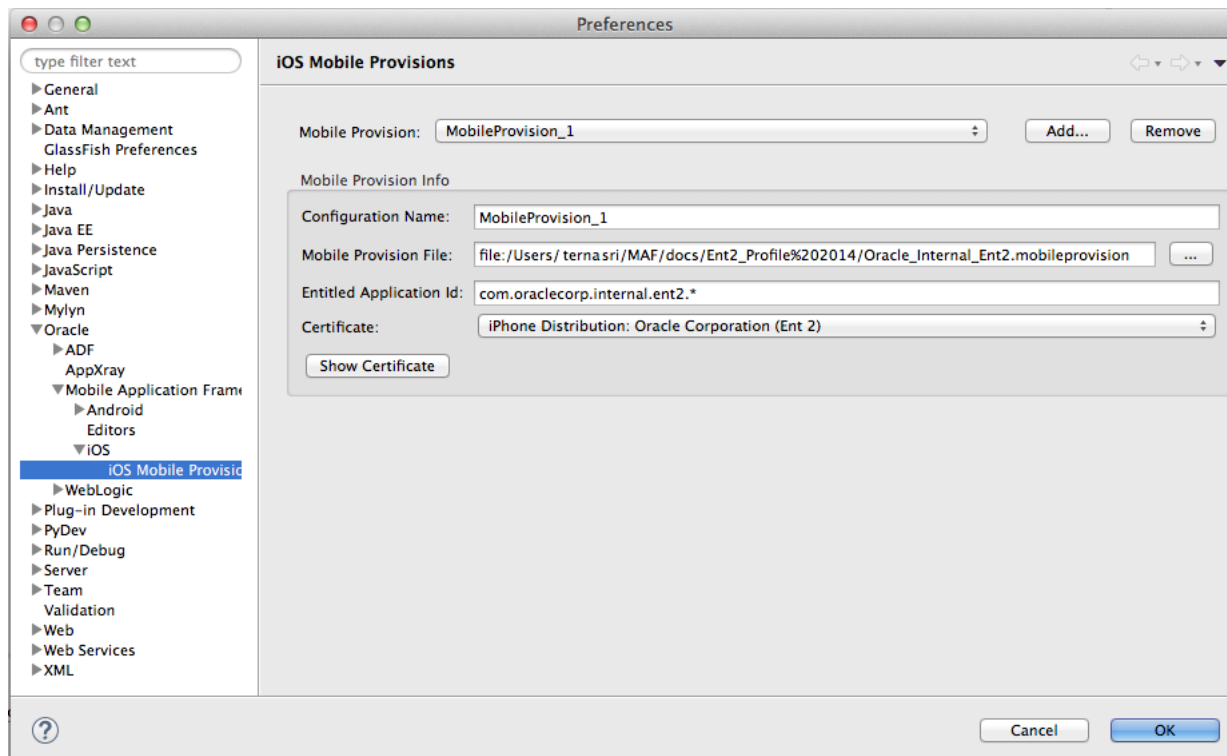 Preferences
type filter text
General
Ant
Data Management
GlassFish Preferences
Help
Install/Update
Java
Java EE
Java Persistence
JavaScript
Maven
Mylyn
Oracle
ADF
AppXray
Mobile Application Frame
Android
Editors
iOS
iOS Mobile Provisio
WebLogic
Plug-in Development
PyDev
Run/Debug
Server
Team
Validation
Web
Web Services
XML
iOS Mobile Provisions
Mobile Provision: MobileProvision_1 Add... Remove
Mobile Provision Info
Configuration Name: MobileProvision_1
Mobile Provision File: file:/Users/ternasri/MAF/docs/Ent2_Profile%202014/Oracle_Internal_Ent2.mobileprovision ...
Entitled Application Id: com.oraclecorp.internal.ent2.*
Certificate: iPhone Distribution: Oracle Corporation (Ent 2)
Show Certificate
? Cancel OK